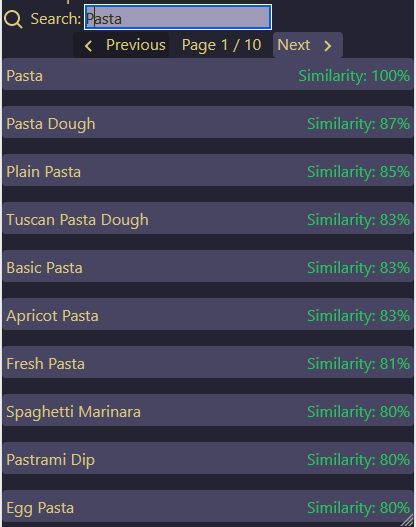 Search: Pasta
Previous Page 1 / 10 Next
Pasta Similarity: 100%
Pasta Dough Similarity: 87%
Plain Pasta Similarity: 85%
Tuscan Pasta Dough Similarity: 83%
Basic Pasta Similarity: 83%
Apricot Pasta Similarity: 83%
Fresh Pasta Similarity: 81%
Spaghetti Marinara Similarity: 80%
Pastrami Dip Similarity: 80%
Egg Pasta Similarity: 80%